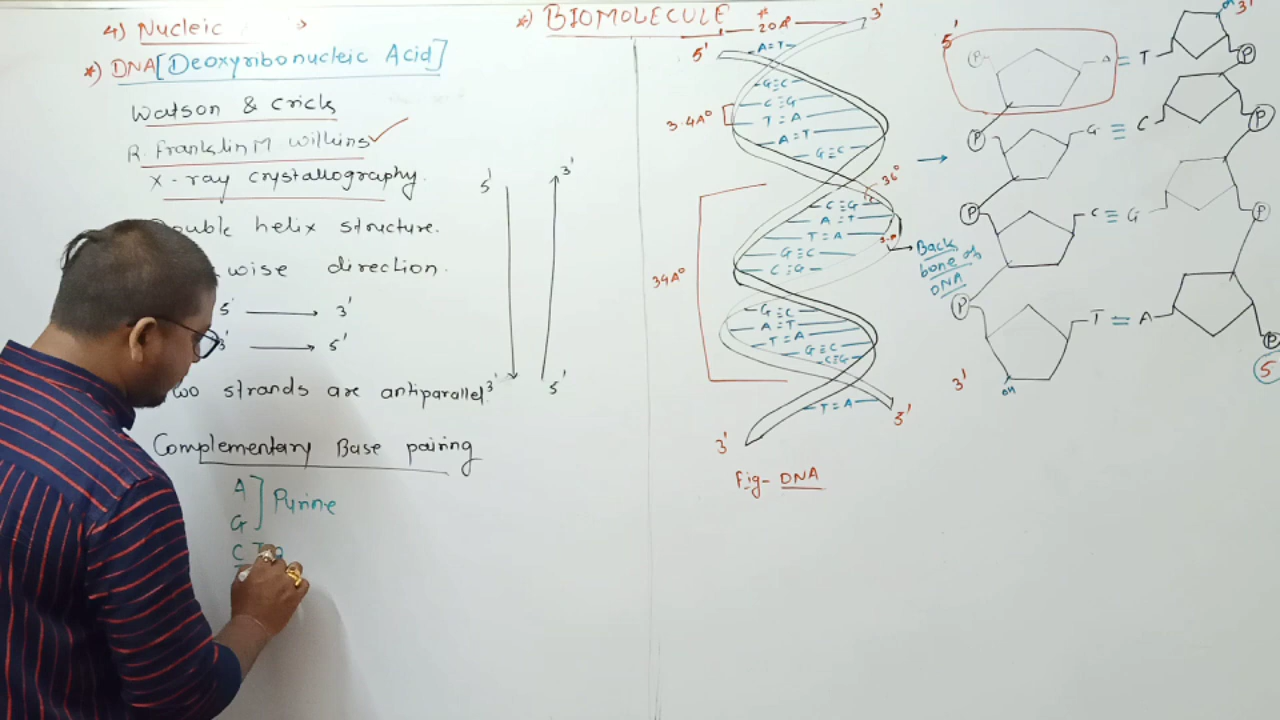 *) BIOMOLECULE
4) Nucleic
*) DNA [Deoxyribonucleic Acid]
Watson & Crick
R. Franklin M Wilkins
X-ray crystallography.
ouble helix structure.
wise direction.
5' → 3'
3' → 5'
wo strands are antiparallel
Complementary Base pairing
A
G
Purine
C
5' 3'
3' 5'
20A°
3'
5'
A=T
G≡C
C≡G
T=A
A=T
G≡C
3.4A°
36°
C≡G
A=T
T=A
G≡C
C≡G
34A°
S-P
Back
bone of
DNA
G≡C
A=T
T=A
G≡C
C≡G
T=A
3' 5'
Fig- DNA
5' OH 3'
P A = T P
P G ≡ C P
P C ≡ G P
P T = A P
3' OH 5